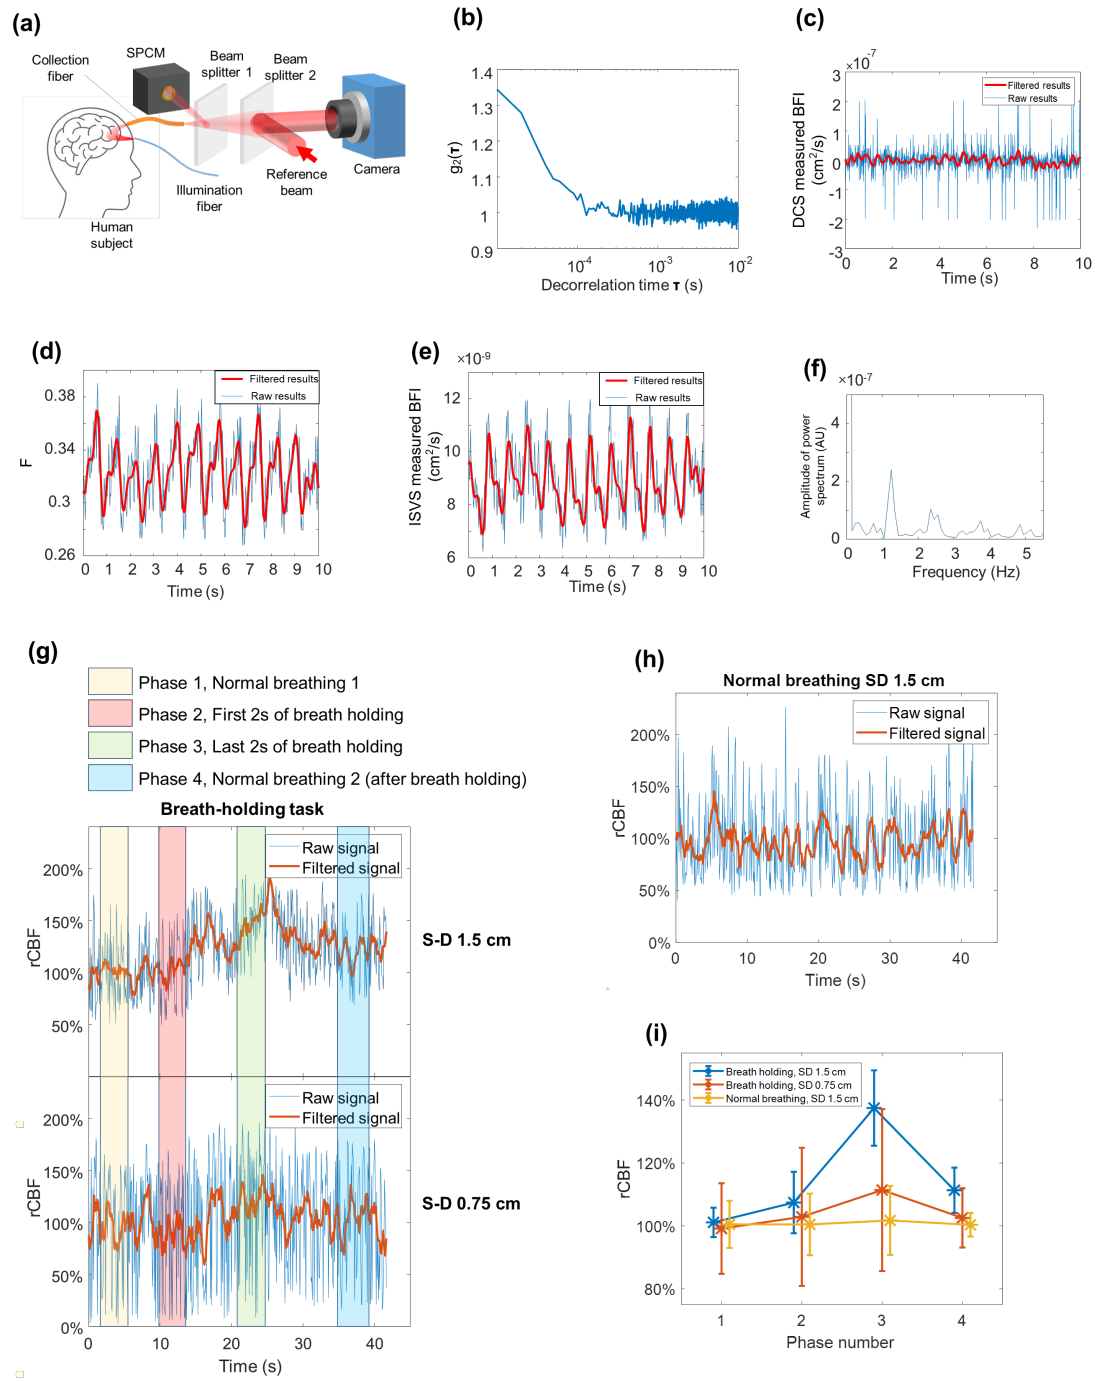 (a)
Collection
fiber
SPCM
Beam
splitter 1
Beam
splitter 2
Camera
Reference
beam
Illumination
fiber
Human
subject
(b)
1.4
1.3
1.2
1.1
1
0.9
g2(τ)
10-4
10-3
10-2
Decorrelation time τ (s)
(c)
×10-7
3
2
1
0
-1
-2
-3
DCS measured BFI
(cm2/s)
Filtered results
Raw results
0 2 4 6 8 10
Time (s)
(d)
0.38
0.34
0.3
0.26
F
Filtered results
Raw results
0 1 2 3 4 5 6 7 8 9 10
Time (s)
(e)
×10-9
12
10
8
6
ISVS measured BFI
(cm2/s)
Filtered results
Raw results
0 1 2 3 4 5 6 7 8 9 10
Time (s)
(f)
×10-7
4
2
0
Amplitude of power
spectrum (AU)
0 1 2 3 4 5
Frequency (Hz)
(g)
Phase 1, Normal breathing 1
Phase 2, First 2s of breath holding
Phase 3, Last 2s of breath holding
Phase 4, Normal breathing 2 (after breath holding)
Breath-holding task
Raw signal
Filtered signal
200%
150%
100%
50%
rCBF
S-D 1.5 cm
Raw signal
Filtered signal
200%
150%
100%
50%
0%
rCBF
S-D 0.75 cm
0 10 20 30 40
Time (s)
(h)
Normal breathing SD 1.5 cm
Raw signal
Filtered signal
200%
150%
100%
50%
0%
rCBF
0 10 20 30 40
Time (s)
(i)
Breath holding, SD 1.5 cm
Breath holding, SD 0.75 cm
Normal breathing, SD 1.5 cm
140%
120%
100%
80%
rCBF
1 2 3 4
Phase number